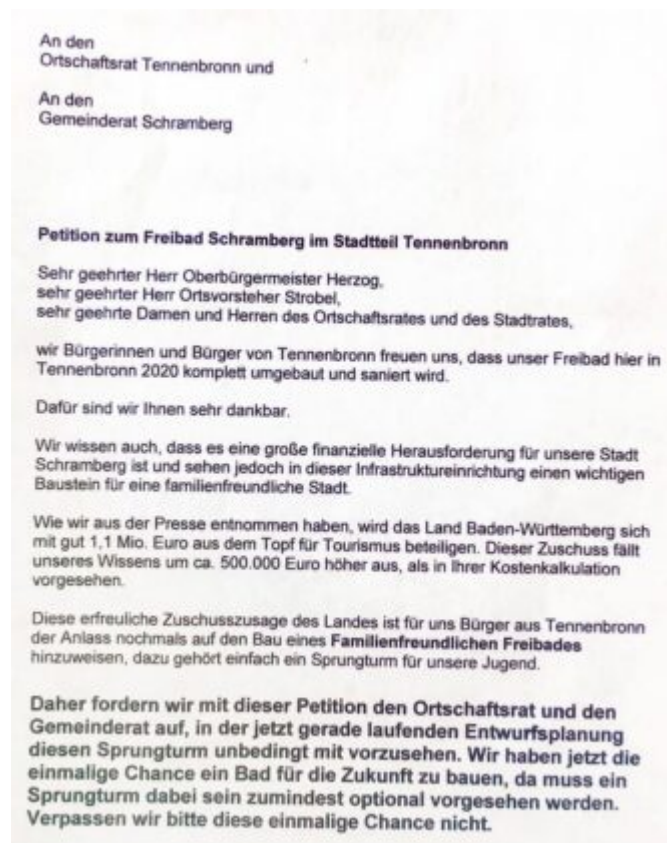 An den
Ortschaftsrat Tennenbronn und
An den
Gemeinderat Schramberg
Petition zum Freibad Schramberg im Stadtteil Tennenbronn
Sehr geehrter Herr Oberbürgermeister Herzog,
sehr geehrter Herr Ortsvorsteher Strobel,
sehr geehrte Damen und Herren des Ortschaftsrates und des Stadtrates,
wir Bürgerinnen und Bürger von Tennenbronn freuen uns, dass unser Freibad hier in
Tennenbronn 2020 komplett umgebaut und saniert wird.
Dafür sind wir Ihnen sehr dankbar.
Wir wissen auch, dass es eine große finanzielle Herausforderung für unsere Stadt
Schramberg ist und sehen jedoch in dieser Infrastruktureinrichtung einen wichtigen
Baustein für eine familienfreundliche Stadt.
Wie wir aus der Presse entnommen haben, wird das Land Baden-Württemberg sich
mit gut 1,1 Mio. Euro aus dem Topf für Tourismus beteiligen. Dieser Zuschuss fällt
unseres Wissens um ca. 500.000 Euro höher aus, als in Ihrer Kostenkalkulation
vorgesehen.
Diese erfreuliche Zuschusszusage des Landes ist für uns Bürger aus Tennenbronn
der Anlass nochmals auf den Bau eines Familienfreundlichen Freibades
hinzuweisen, dazu gehört einfach ein Sprungturm für unsere Jugend.
Daher fordern wir mit dieser Petition den Ortschaftsrat und den
Gemeinderat auf, in der jetzt gerade laufenden Entwurfsplanung
diesen Sprungturm unbedingt mit vorzusehen. Wir haben jetzt die
einmalige Chance ein Bad für die Zukunft zu bauen, da muss ein
Sprungturm dabei sein zumindest optional vorgesehen werden.
Verpassen wir bitte diese einmalige Chance nicht.